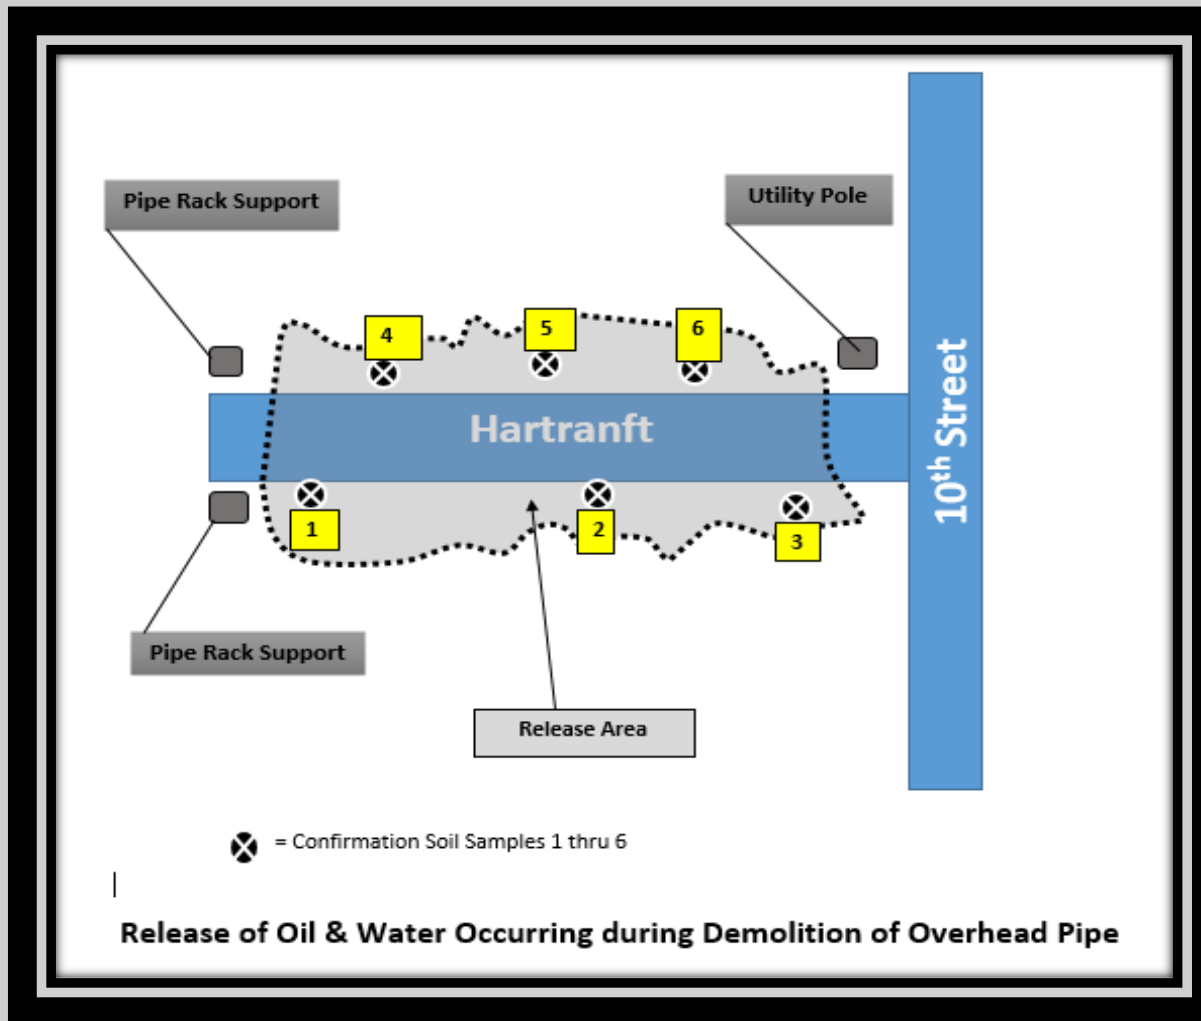 Pipe Rack Support
Utility Pole
4
5
6
Hartranft
10th Street
1
2
3
Pipe Rack Support
Release Area
= Confirmation Soil Samples 1 thru 6
Release of Oil & Water Occurring during Demolition of Overhead Pipe